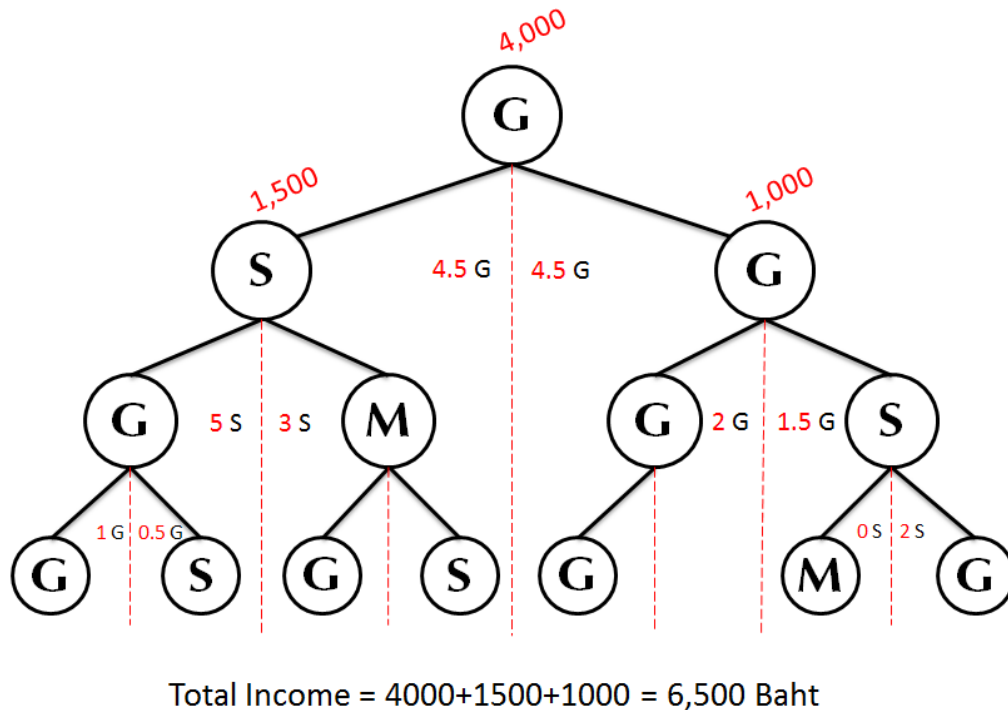 4,000
G
1,500
1,000
S
4.5 G
4.5 G
G
G
5 S
3 S
M
G
2 G
1.5 G
S
1 G
0.5 G
0 S
2 S
G
S
G
S
G
M
G
Total Income = 4000+1500+1000 = 6,500 Baht